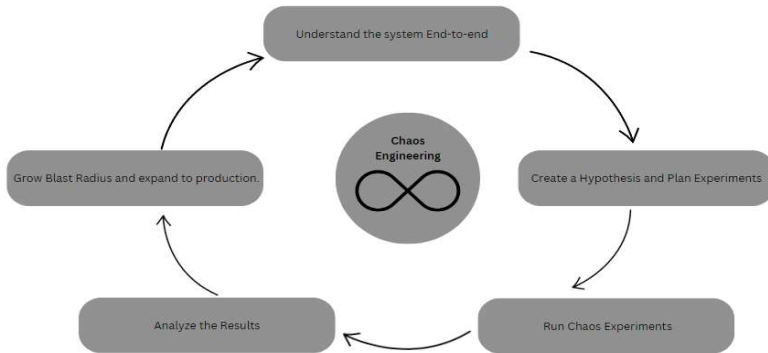 Understand the system End-to-end
Chaos
Engineering
Grow Blast Radius and expand to production.
Create a Hypothesis and Plan Experiments
Analyze the Results
Run Chaos Experiments